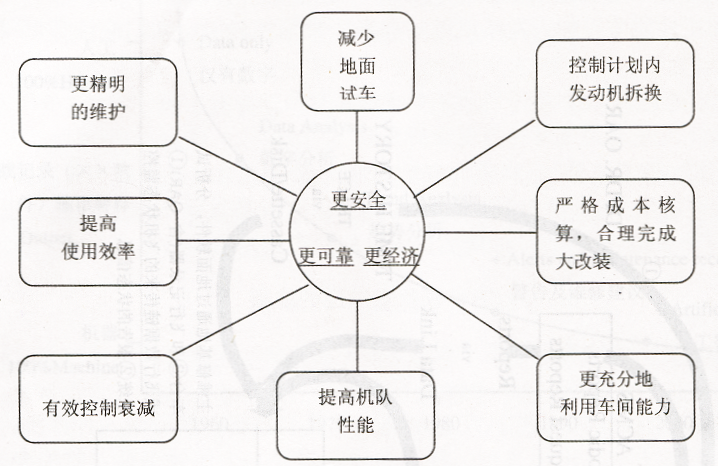 减少
地面
试车
控制计划内
发动机拆换
更精明
的维护
更安全
更可靠 更经济
提高
使用效率
严格成本核
算，合理完成
大改装
有效控制衰减
提高机队
性能
更充分地
利用车间能力
Data only